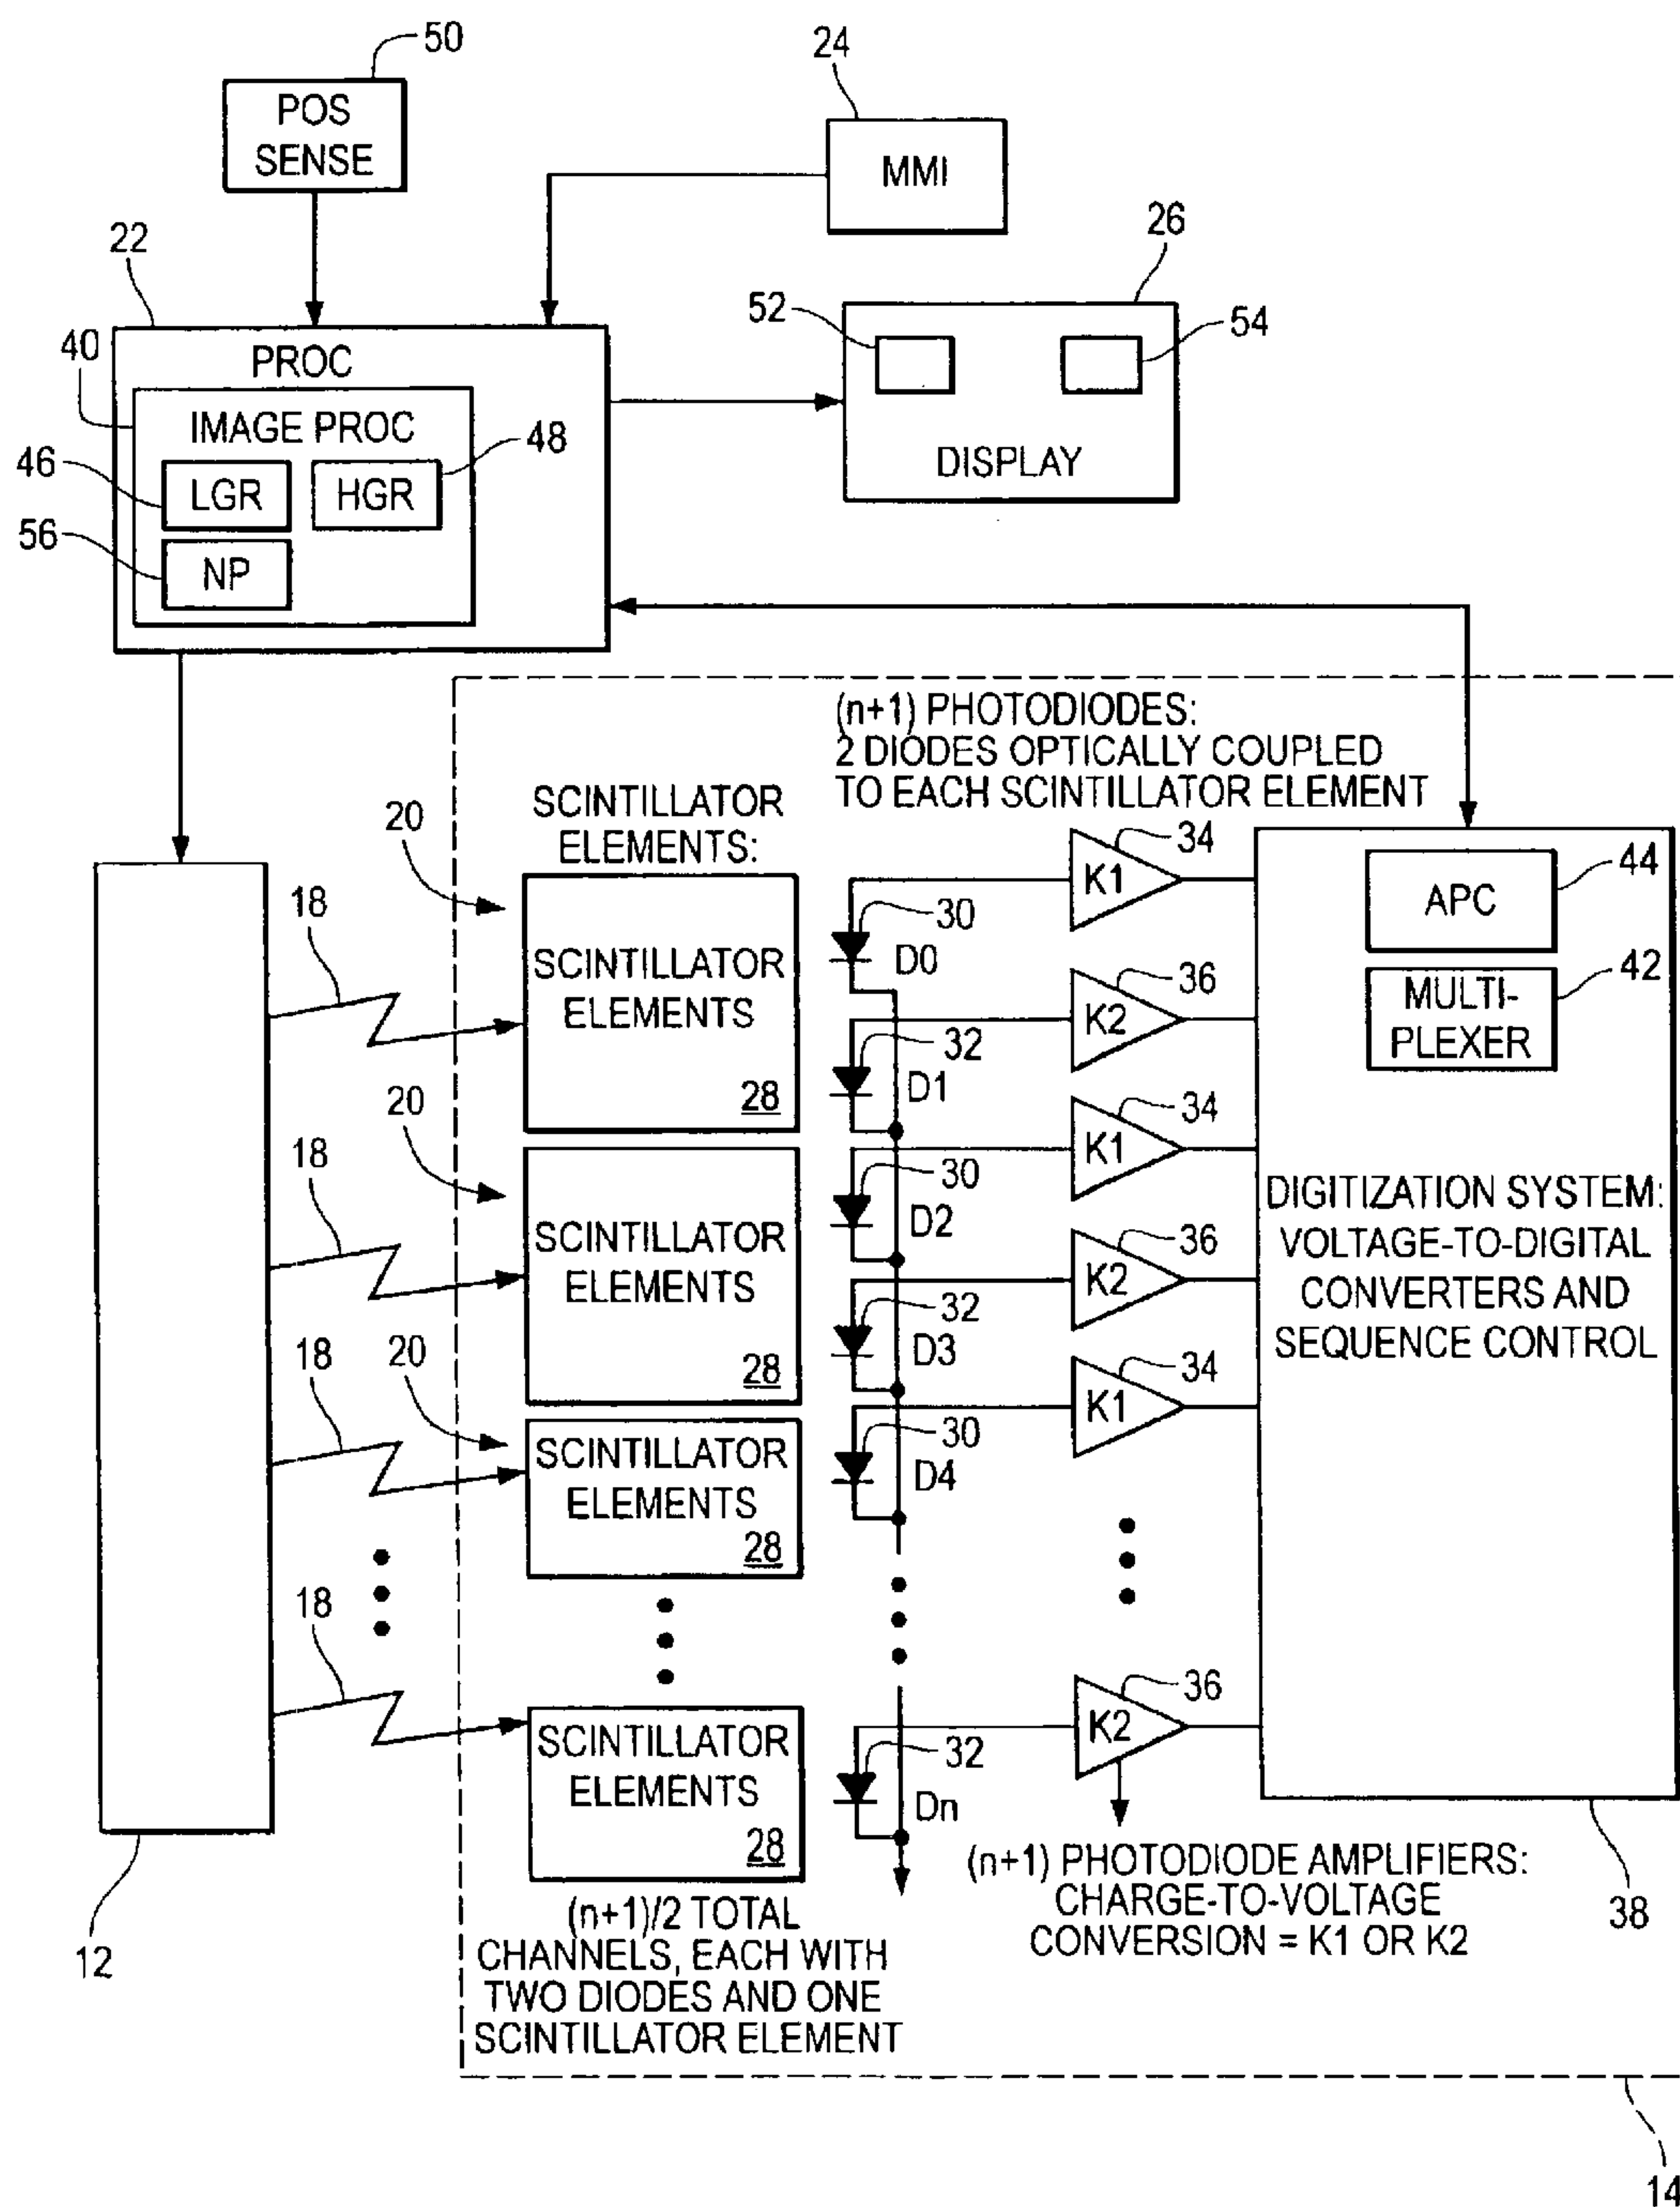 50
POS
SENSE
24
MMI
22
26
52
54
40
PROC
IMAGE PROC
48
46
LGR
HGR
56
NP
DISPLAY
(n+1) PHOTODIODES:
2 DIODES OPTICALLY COUPLED
TO EACH SCINTILLATOR ELEMENT
SCINTILLATOR
ELEMENTS:
20
18
SCINTILLATOR
ELEMENTS
28
20
18
SCINTILLATOR
ELEMENTS
28
20
18
SCINTILLATOR
ELEMENTS
28
18
SCINTILLATOR
ELEMENTS
28
30
D0
32
D1
30
D2
32
D3
30
D4
32
Dn
34
K1
36
K2
34
K1
36
K2
34
K1
36
K2
44
APC
42
MULTI-
PLEXER
DIGITIZATION SYSTEM:
VOLTAGE-TO-DIGITAL
CONVERTERS AND
SEQUENCE CONTROL
38
12
(n+1)/2 TOTAL
CHANNELS, EACH WITH
TWO DIODES AND ONE
SCINTILLATOR ELEMENT
(n+1) PHOTODIODE AMPLIFIERS:
CHARGE-TO-VOLTAGE
CONVERSION = K1 OR K2
14